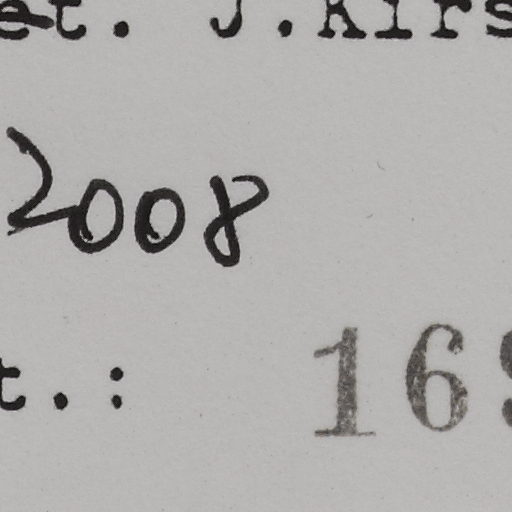 et. J.Kirs
2008
t.: 16